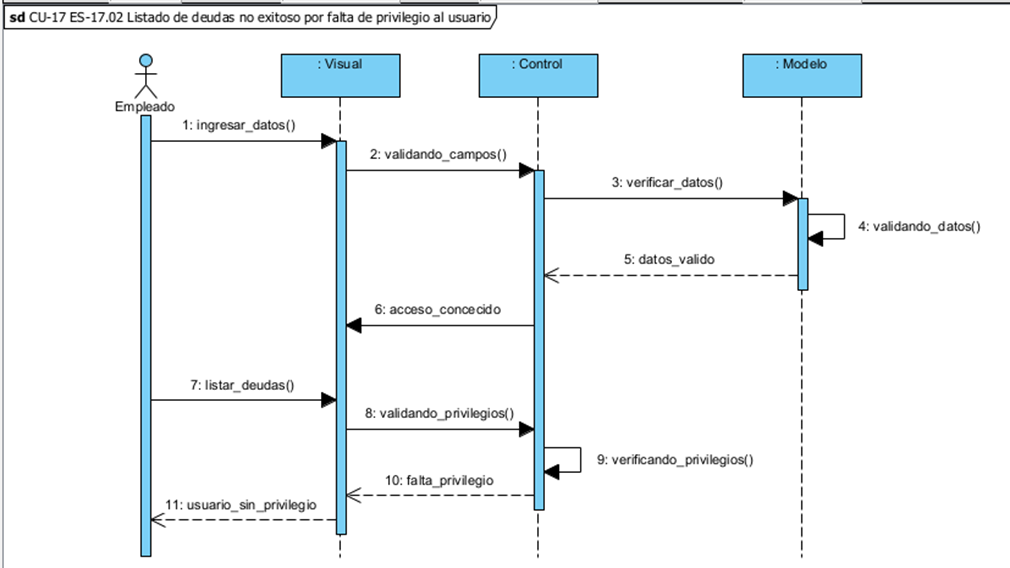 sd CU-17 ES-17.02 Listado de deudas no exitoso por falta de privilegio al usuario
: Visual
: Control
: Modelo
Empleado
1: ingresar_datos()
2: validando_campos()
3: verificar_datos()
4: validando_datos()
5: datos_valido
6: acceso_concecido
7: listar_deudas()
8: validando_privilegios()
9: verificando_privilegios()
10: falta_privilegio
11: usuario_sin_privilegio